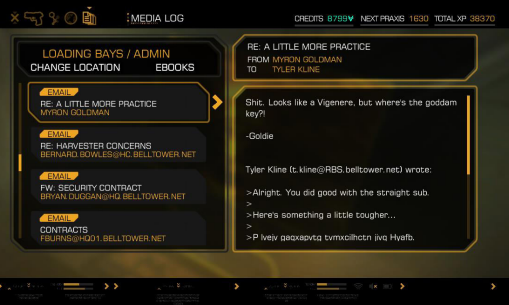 MEDIA LOG
CREDITS 8799 NEXT PRAXIS 1630 TOTAL XP 38370
LOADING BAYS / ADMIN
CHANGE LOCATION EBOOKS
EMAIL
RE: A LITTLE MORE PRACTICE
MYRON GOLDMAN
EMAIL
RE: HARVESTER CONCERNS
BERNARD.BOWLES@HC.BELLTOWER.NET
EMAIL
FW: SECURITY CONTRACT
BRYAN.DUGGAN@HQ.BELLTOWER.NET
EMAIL
CONTRACTS
FBURNS@HQ01.BELLTOWER.NET
RE: A LITTLE MORE PRACTICE
FROM MYRON GOLDMAN
TO TYLER KLINE
Shit. Looks like a Vigenere, but where's the goddam
key?!
-Goldie
Tyler Kline (t.kline@RBS.belltower.net) wrote:
>Alright. You did good with the straight sub.
>
>Here's something a little tougher...
>
>P lveiv gaqxapvtg tvmxcilhctn jivq Hyafb.